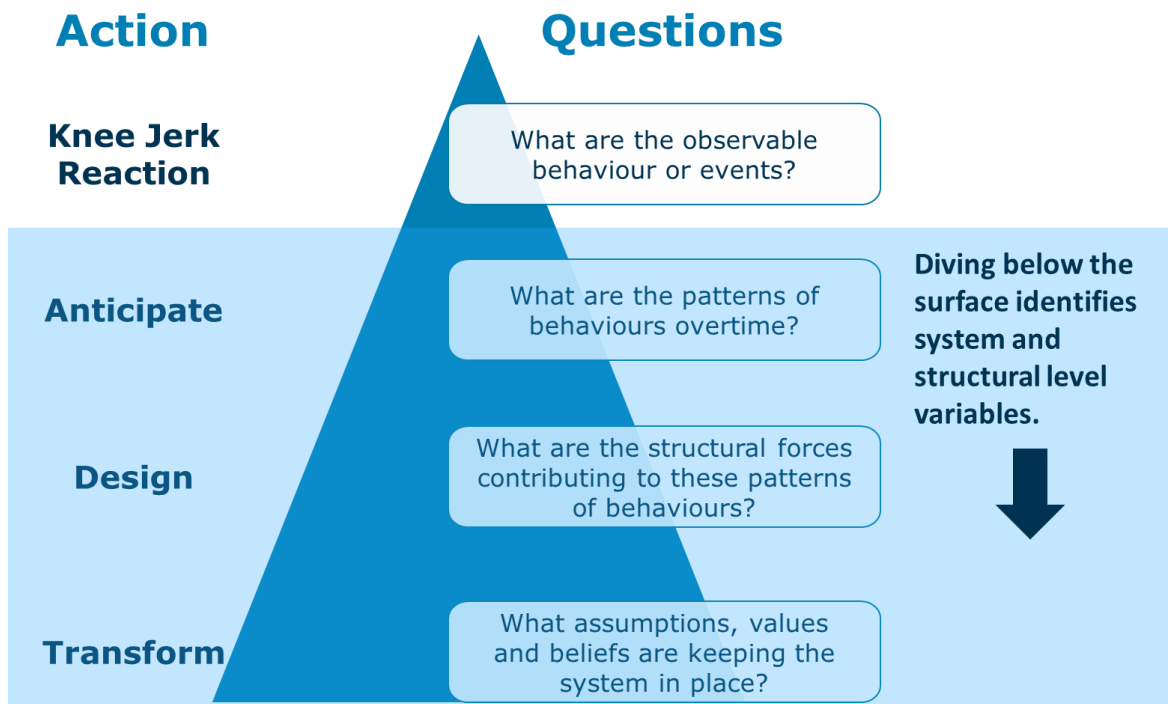 Action
Questions
Knee Jerk
Reaction
What are the observable
behaviour or events?
Anticipate
What are the patterns of
behaviours overtime?
Diving below the
surface identifies
system and
structural level
variables.
Design
What are the structural forces
contributing to these patterns
of behaviours?
Transform
What assumptions, values
and beliefs are keeping the
system in place?